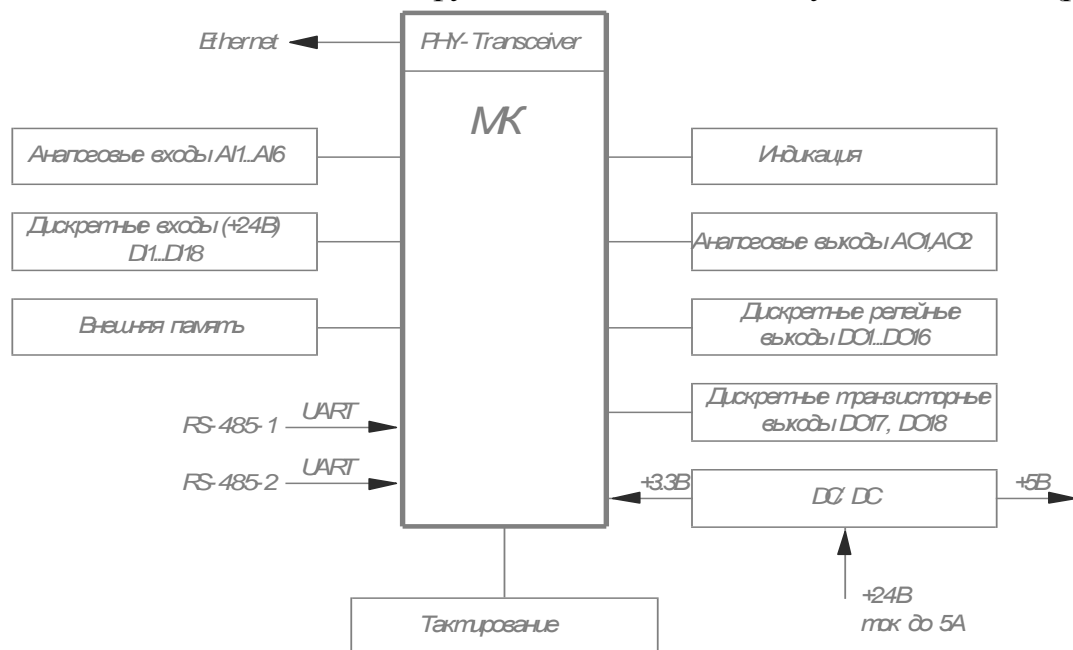 Ethernet
PHY-Transceiver
МК
Аналоговые входы AI1...AI6
Индикация
Дискретные входы (+24В)
DI1...DI18
Аналоговые выходы AO1,AO2
Внешняя память
Дискретные релейные
выходы DO1...DO16
Дискретные транзисторные
выходы DO17, DO18
RS-485-1
UART
RS-485-2
UART
+3.3В
DC/DC
+5В
+24В
ток до 5А
Тактирование